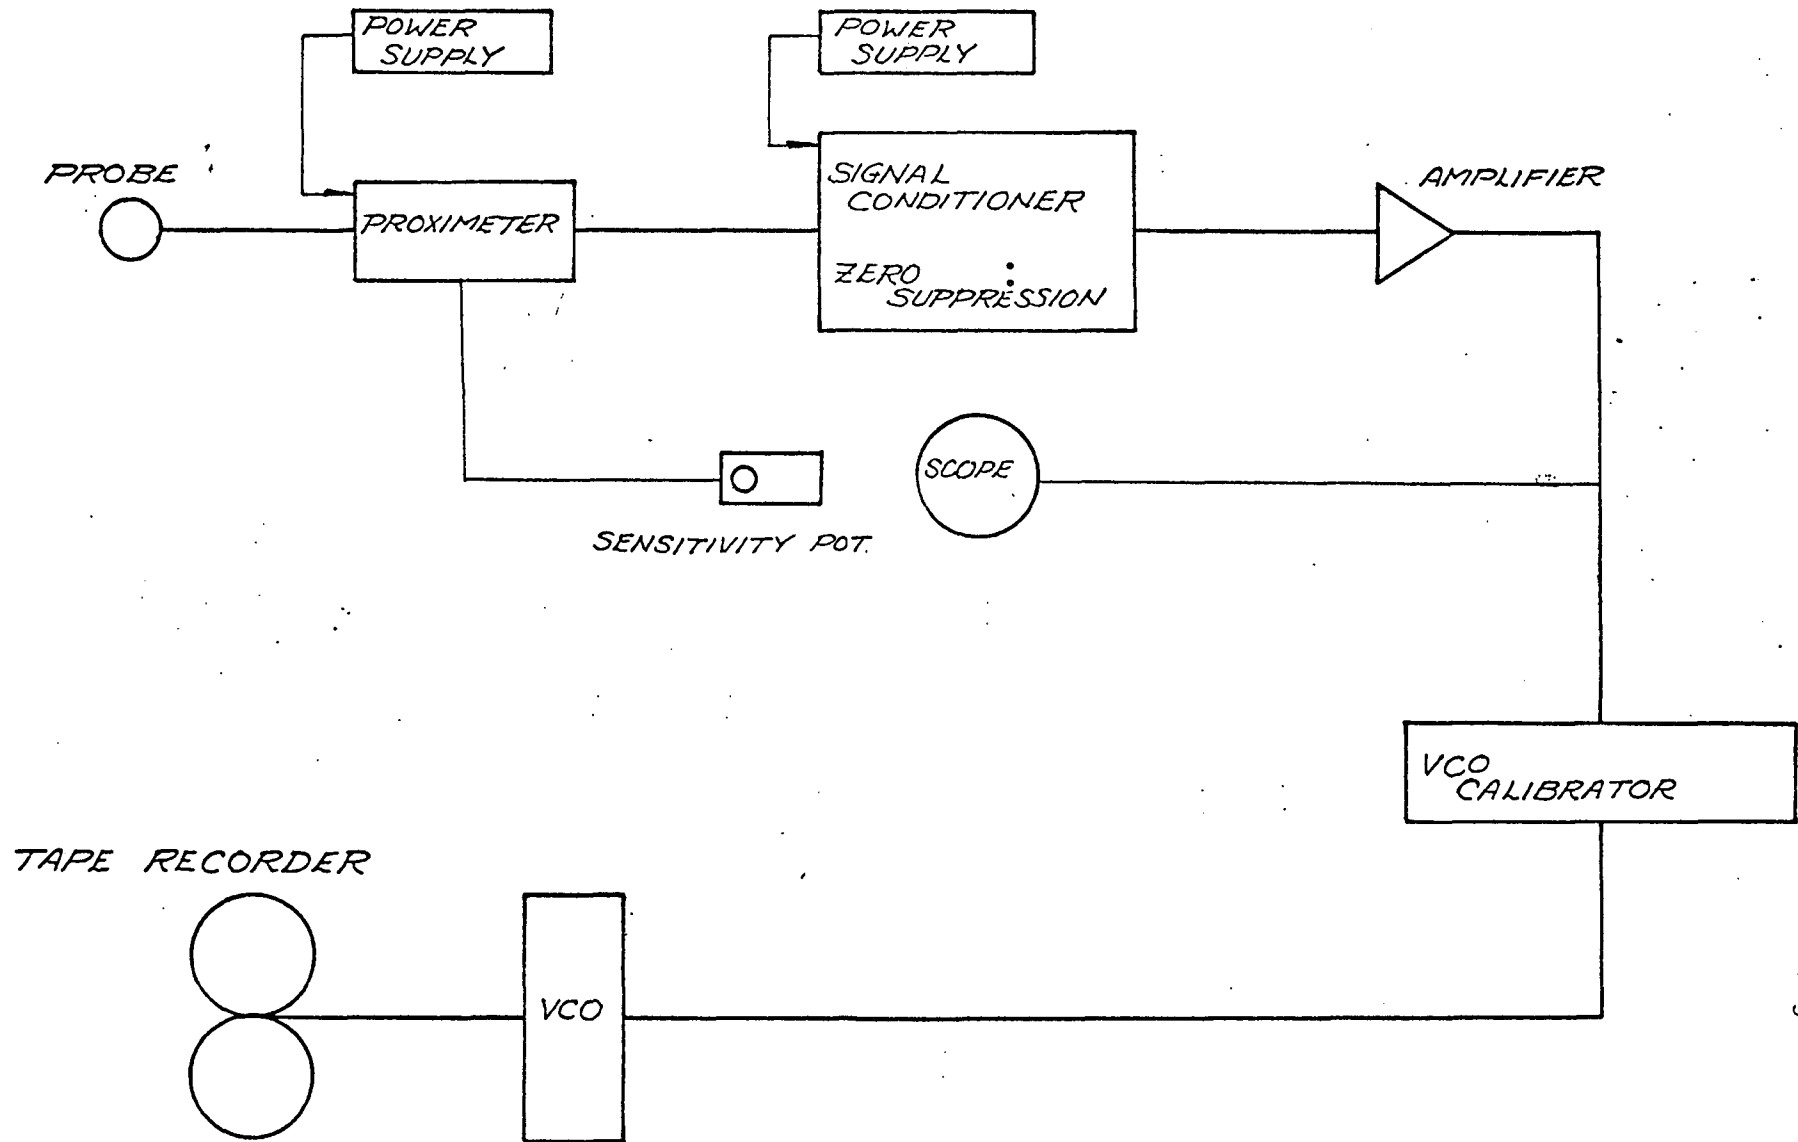 POWER
SUPPLY
POWER
SUPPLY
PROBE
PROXIMETER
SIGNAL
CONDITIONER
ZERO
SUPPRESSION
AMPLIFIER
SCOPE
SENSITIVITY POT.
VCO
CALIBRATOR
TAPE RECORDER
VCO